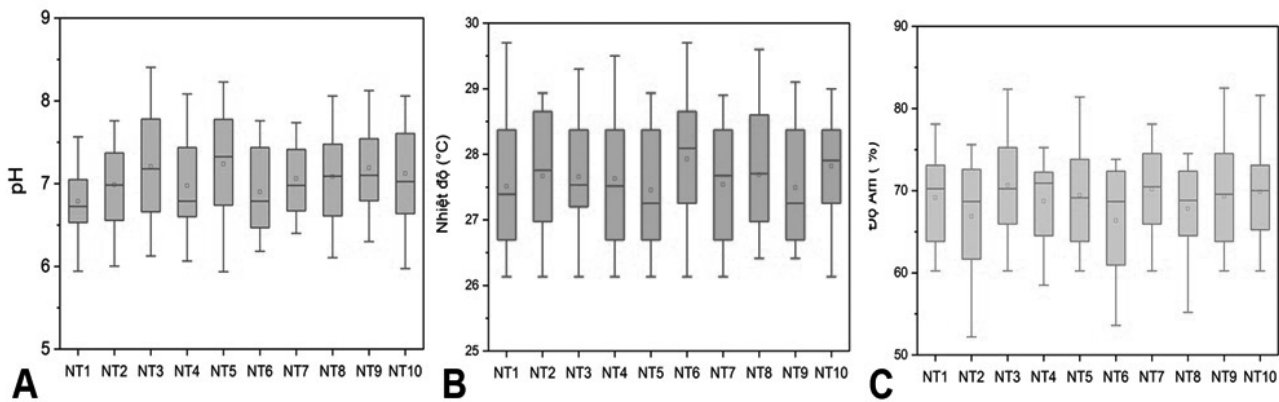 9
8
7
6
5
pH
NT1 NT2 NT3 NT4 NT5 NT6 NT7 NT8 NT9 NT10
A
30
29
28
27
26
25
Nhiệt độ (°C)
NT1 NT2 NT3 NT4 NT5 NT6 NT7 NT8 NT9 NT10
B
90
80
70
60
50
Độ Ẩm (%)
NT1 NT2 NT3 NT4 NT5 NT6 NT7 NT8 NT9 NT10
C